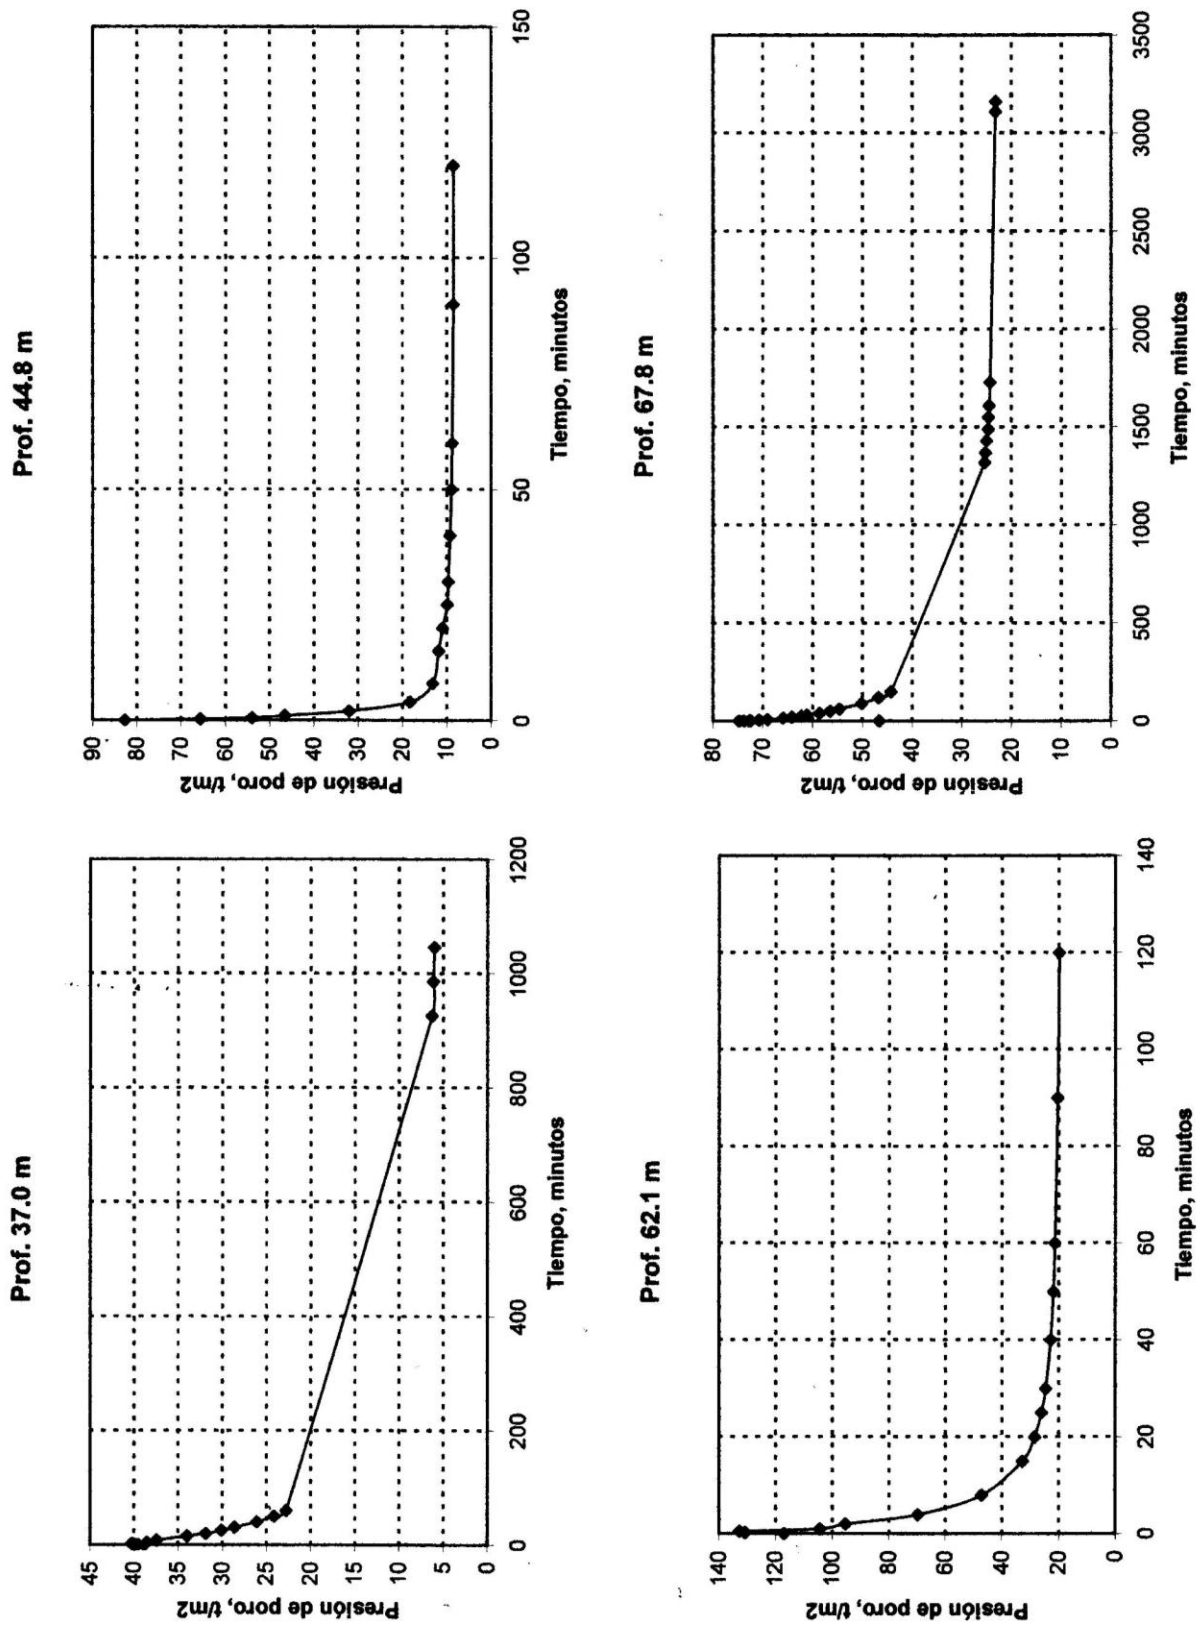 Prof. 37.0 m
Presión de poro, t/m2
45
40
35
30
25
20
15
10
5
0
0 200 400 600 800 1000 1200
Tiempo, minutos
Prof. 44.8 m
Presión de poro, t/m2
90
80
70
60
50
40
30
20
10
0
0 50 100 150
Tiempo, minutos
Prof. 62.1 m
Presión de poro, t/m2
140
120
100
80
60
40
20
0
0 20 40 60 80 100 120 140
Tiempo, minutos
Prof. 67.8 m
Presión de poro, t/m2
80
70
60
50
40
30
20
10
0
0 500 1000 1500 2000 2500 3000 3500
Tiempo, minutos